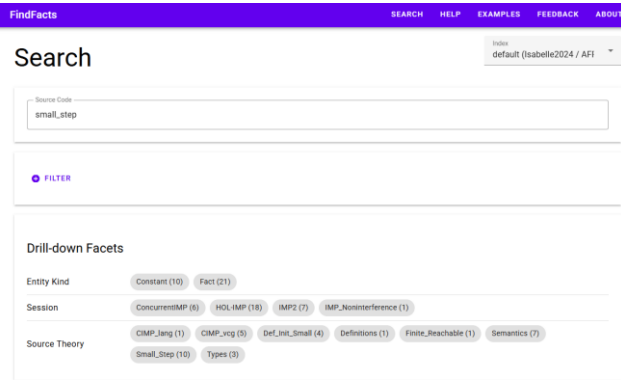 FindFacts SEARCH HELP EXAMPLES FEEDBACK ABOUT
Search
Index
default (Isabelle2024 / AFI
Source Code
small_step
FILTER
Drill-down Facets
Entity Kind Constant (10) Fact (21)
Session ConcurrentIMP (6) HOL-IMP (18) IMP2 (7) IMP_Noninterference (1)
Source Theory CIMP_lang (1) CIMP_vcg (5) Def_Init_Small (4) Definitions (1) Finite_Reachable (1) Semantics (7)
Small_Step (10) Types (3)